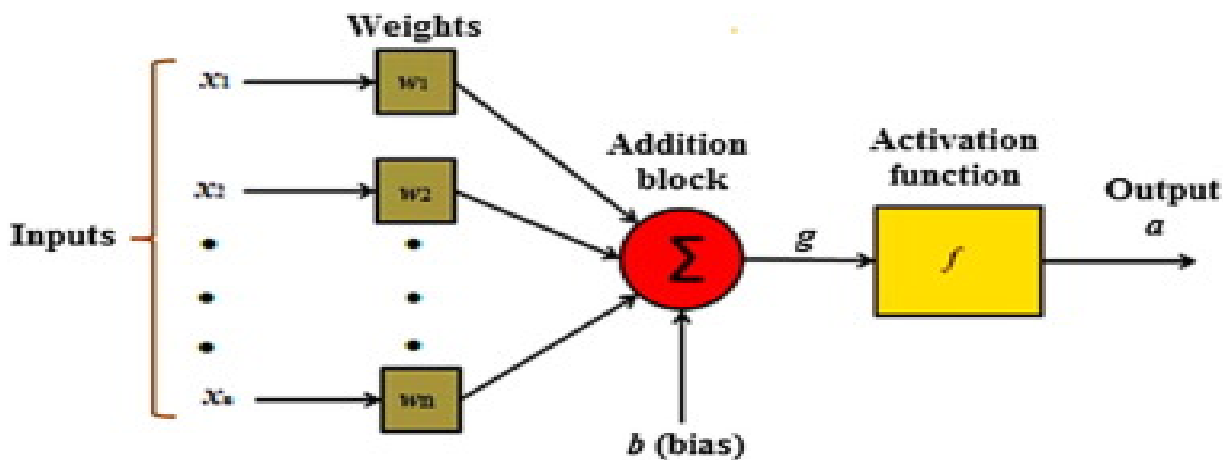 Weights
x1
w1
Addition
block
Activation
function
x2
w2
Output
a
Inputs
Σ
g
f
xn
wn
b (bias)